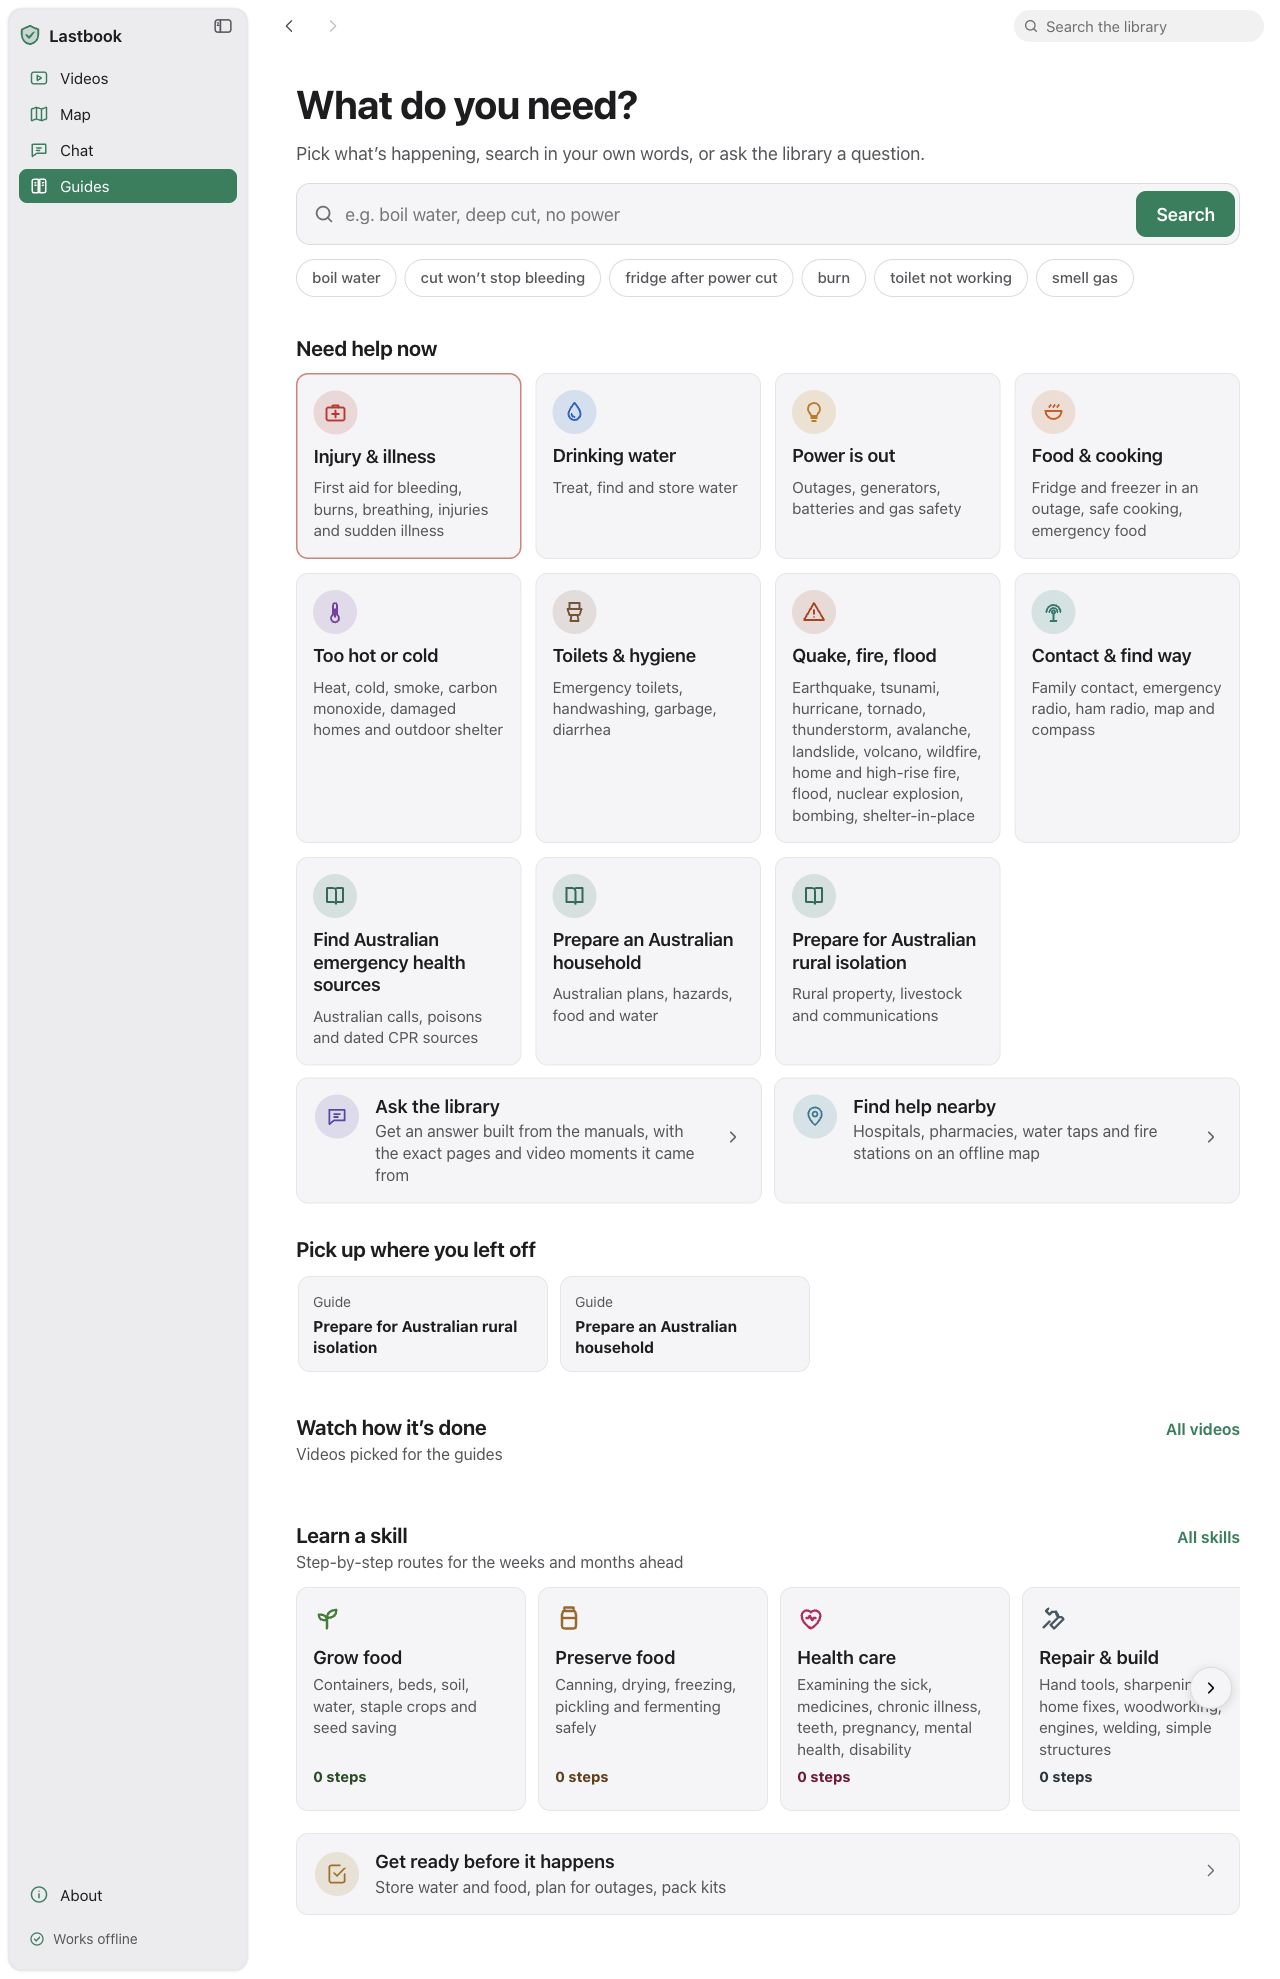 Lastbook
Videos
Map
Chat
Guides
About
Works offline
Search the library
What do you need?
Pick what’s happening, search in your own words, or ask the library a question.
e.g. boil water, deep cut, no power
Search
boil water
cut won’t stop bleeding
fridge after power cut
burn
toilet not working
smell gas
Need help now
Injury & illness
First aid for bleeding,
burns, breathing, injuries
and sudden illness
Drinking water
Treat, find and store water
Power is out
Outages, generators,
batteries and gas safety
Food & cooking
Fridge and freezer in an
outage, safe cooking,
emergency food
Too hot or cold
Heat, cold, smoke, carbon
monoxide, damaged
homes and outdoor shelter
Toilets & hygiene
Emergency toilets,
handwashing, garbage,
diarrhea
Quake, fire, flood
Earthquake, tsunami,
hurricane, tornado,
thunderstorm, avalanche,
landslide, volcano, wildfire,
home and high-rise fire,
flood, nuclear explosion,
bombing, shelter-in-place
Contact & find way
Family contact, emergency
radio, ham radio, map and
compass
Find Australian
emergency health
sources
Australian calls, poisons
and dated CPR sources
Prepare an Australian
household
Australian plans, hazards,
food and water
Prepare for Australian
rural isolation
Rural property, livestock
and communications
Ask the library
Get an answer built from the manuals, with
the exact pages and video moments it came
from
Find help nearby
Hospitals, pharmacies, water taps and fire
stations on an offline map
Pick up where you left off
Guide
Prepare for Australian rural
isolation
Guide
Prepare an Australian
household
Watch how it’s done
All videos
Videos picked for the guides
Learn a skill
All skills
Step-by-step routes for the weeks and months ahead
Grow food
Containers, beds, soil,
water, staple crops and
seed saving
0 steps
Preserve food
Canning, drying, freezing,
pickling and fermenting
safely
0 steps
Health care
Examining the sick,
medicines, chronic illness,
teeth, pregnancy, mental
health, disability
0 steps
Repair & build
Hand tools, sharpenin
home fixes, woodworking,
engines, welding, simple
structures
0 steps
Get ready before it happens
Store water and food, plan for outages, pack kits